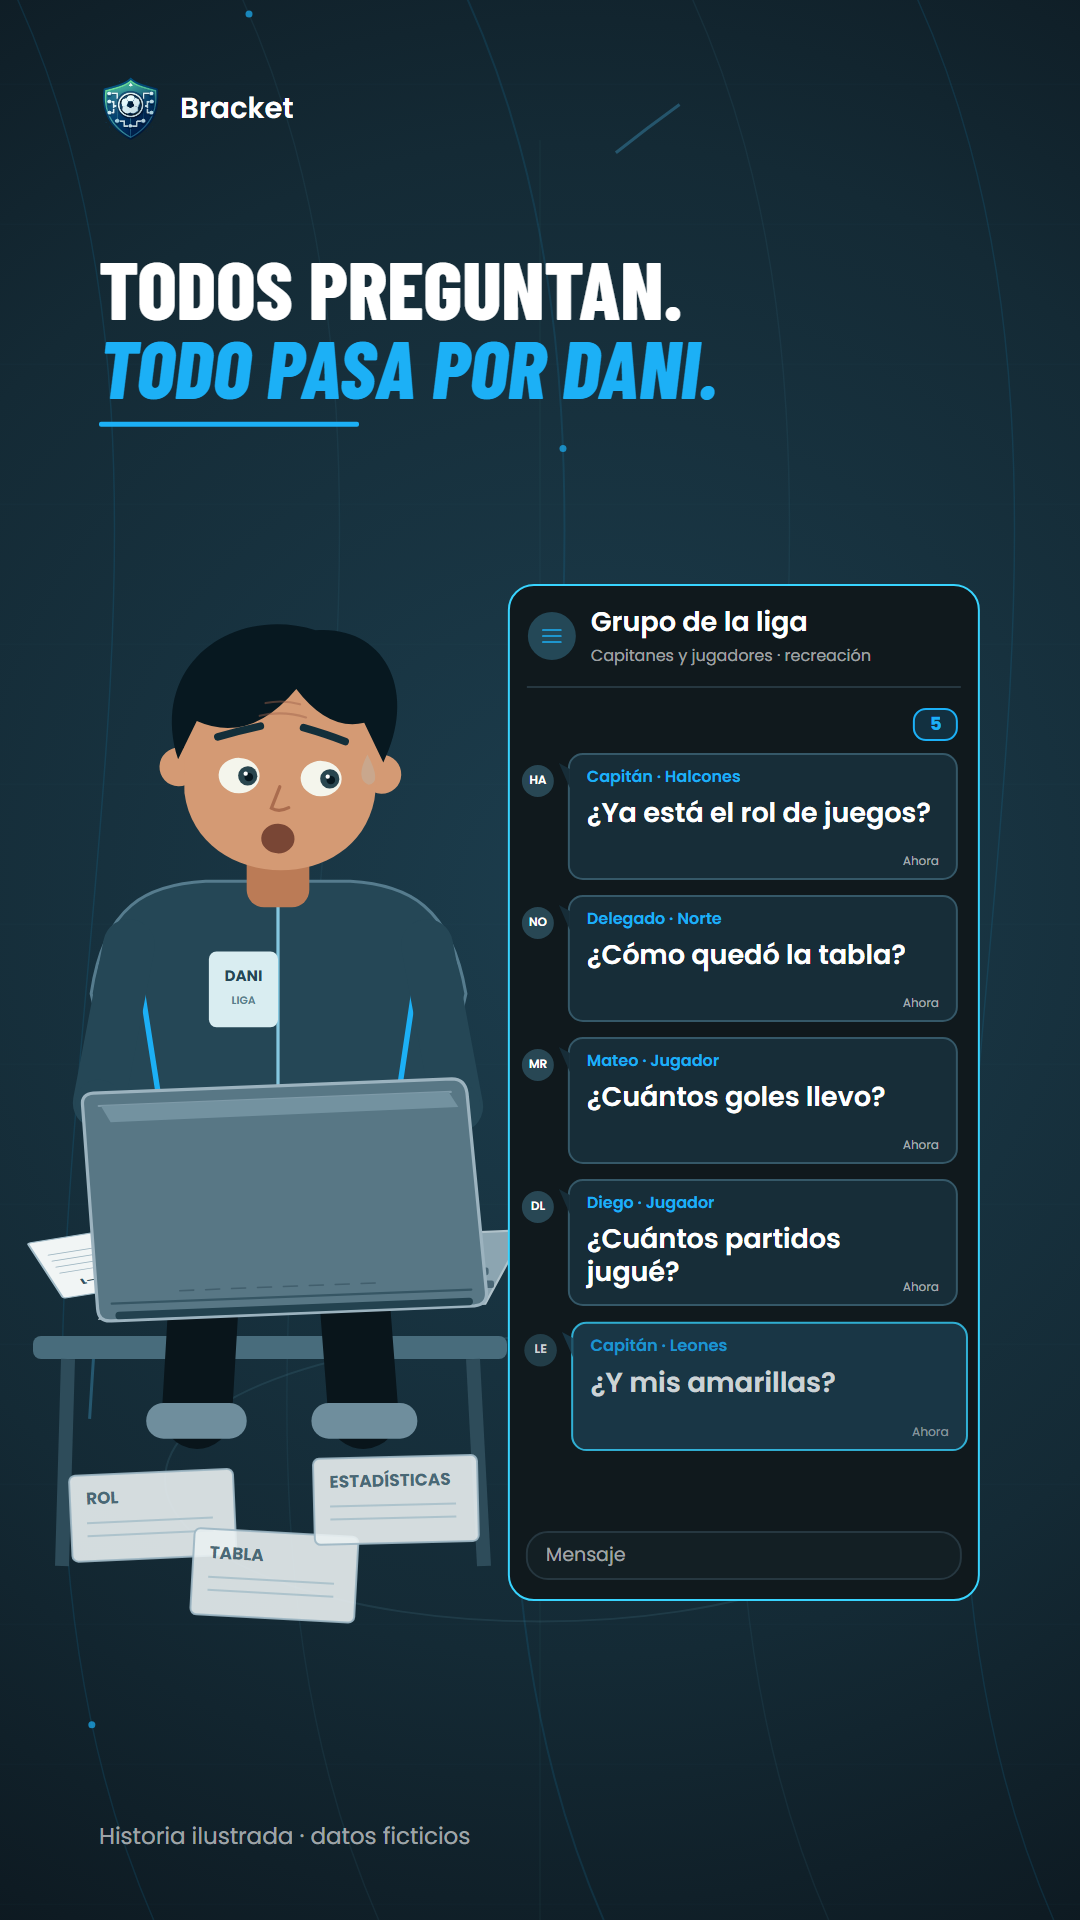 Bracket
TODOS PREGUNTAN.
TODO PASA POR DANI.
Grupo de la liga
Capitanes y jugadores · recreación
5
HA
Capitán · Halcones
¿Ya está el rol de juegos?
Ahora
NO
Delegado · Norte
¿Cómo quedó la tabla?
Ahora
MR
Mateo · Jugador
¿Cuántos goles llevo?
Ahora
DL
Diego · Jugador
¿Cuántos partidos
jugué?
Ahora
LE
Capitán · Leones
¿Y mis amarillas?
Ahora
Mensaje
DANI
LIGA
ROL
TABLA
ESTADÍSTICAS
Historia ilustrada · datos ficticios